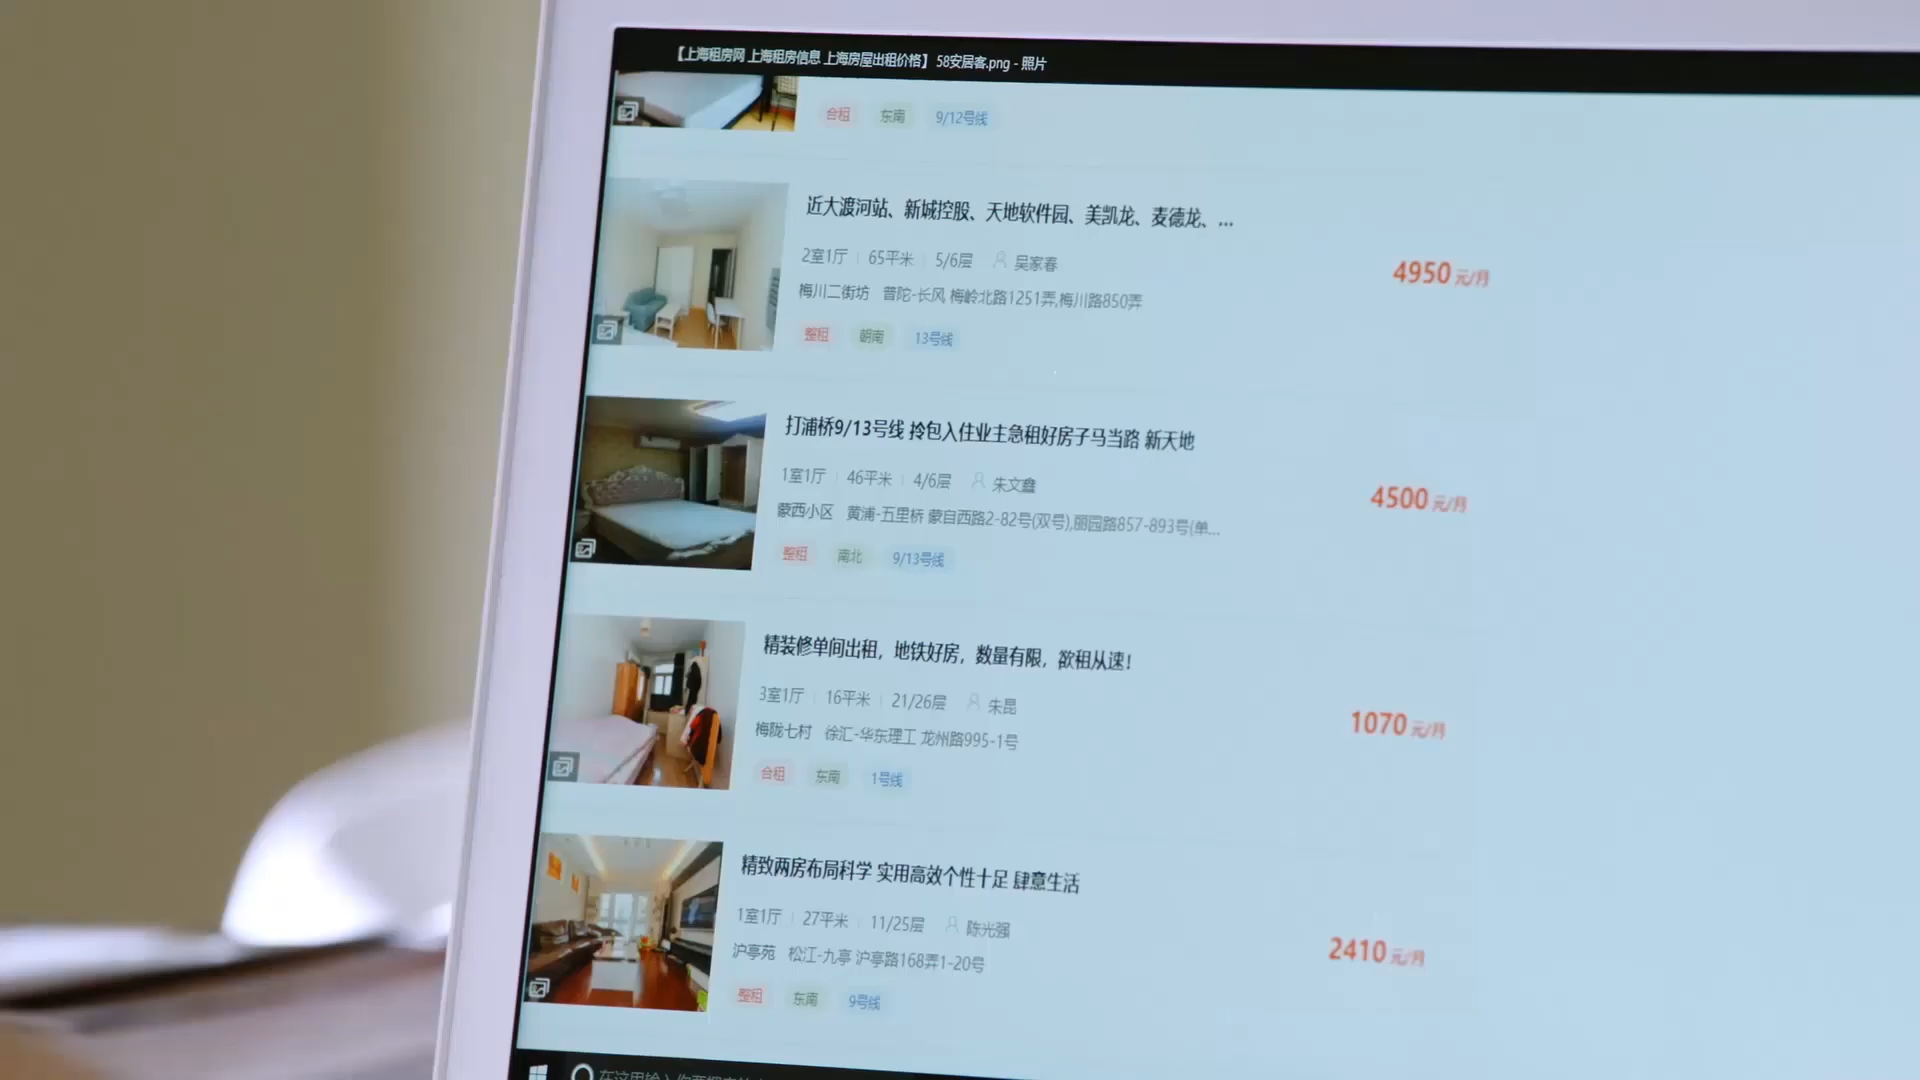 【上海租房网 上海租房信息 上海房屋出租价格】58安居客.png - 照片
合租 东南 9/12号线
近大渡河站、新城控股、天地软件园、美凯龙、麦德龙、...
2室1厅 65平米 5/6层 吴家春
4950 元/月
梅川二街坊 普陀-长风 梅岭北路1251弄,梅川路850弄
整租 朝南 13号线
打浦桥9/13号线 拎包入住业主急租好房子马当路 新天地
1室1厅 46平米 4/6层 朱文鑫
4500 元/月
蒙西小区 黄浦-五里桥 蒙自西路2-82号(双号),丽园路857-893号(单...
整租 南北 9/13号线
精装修单间出租，地铁好房，数量有限，欲租从速！
3室1厅 16平米 21/26层 朱昆
1070 元/月
梅陇七村 徐汇-华东理工 龙州路995-1号
合租 东南 1号线
精致两房布局科学 实用高效个性十足 肆意生活
1室1厅 27平米 11/25层 陈光强
2410 元/月
沪亭苑 松江-九亭 沪亭路168弄1-20号
整租 东南 9号线